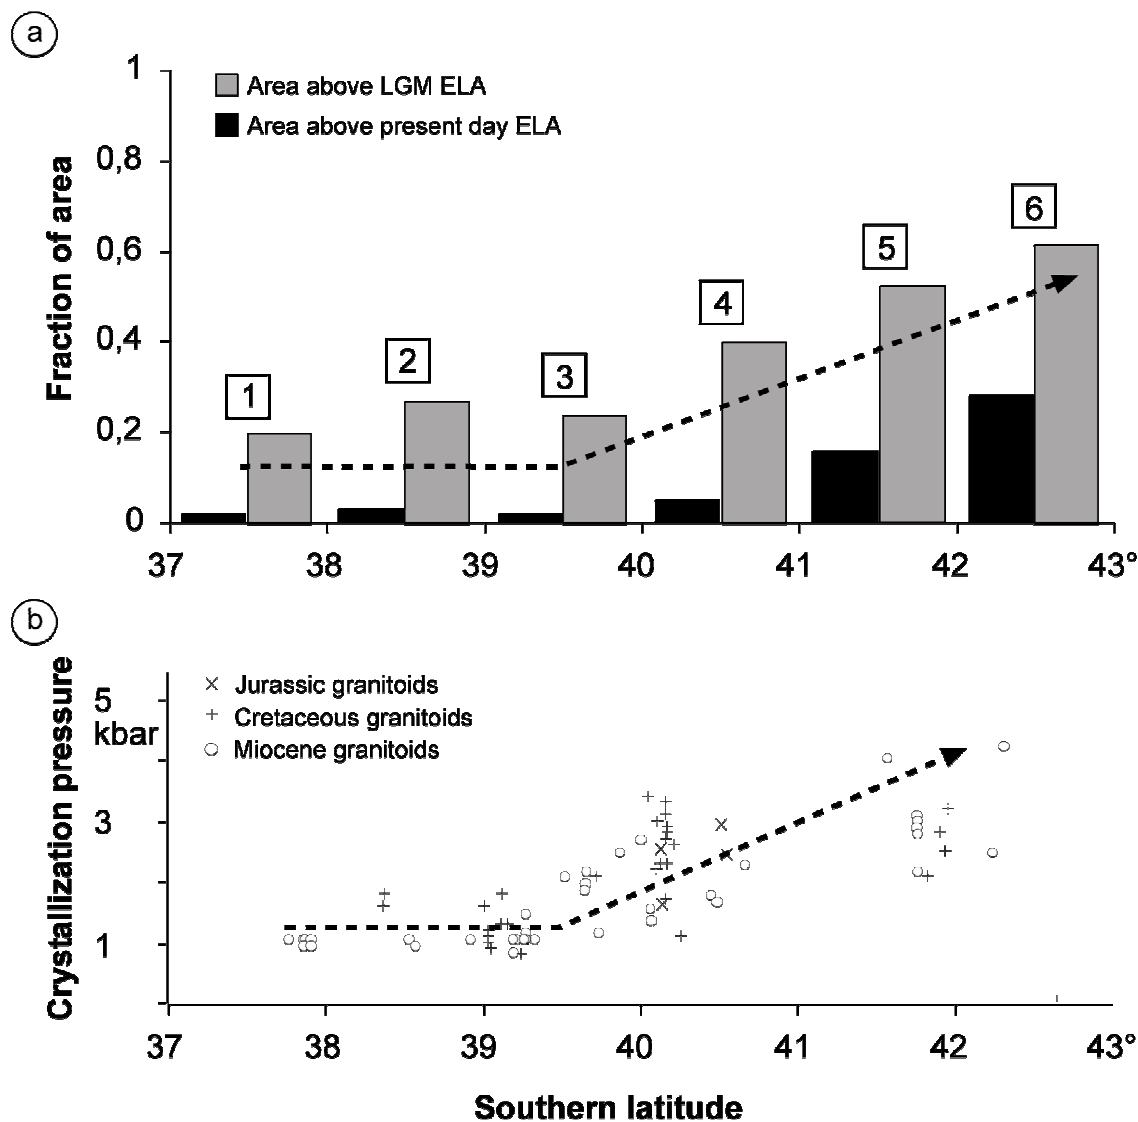 a
1
Area above LGM ELA
Area above present day ELA
0,8
0,6
0,4
0,2
0
Fraction of area
1
2
3
4
5
6
37
38
39
40
41
42
43°
b
Crystallization pressure
5
kbar
3
1
Jurassic granitoids
Cretaceous granitoids
Miocene granitoids
37
38
39
40
41
42
43°
Southern latitude